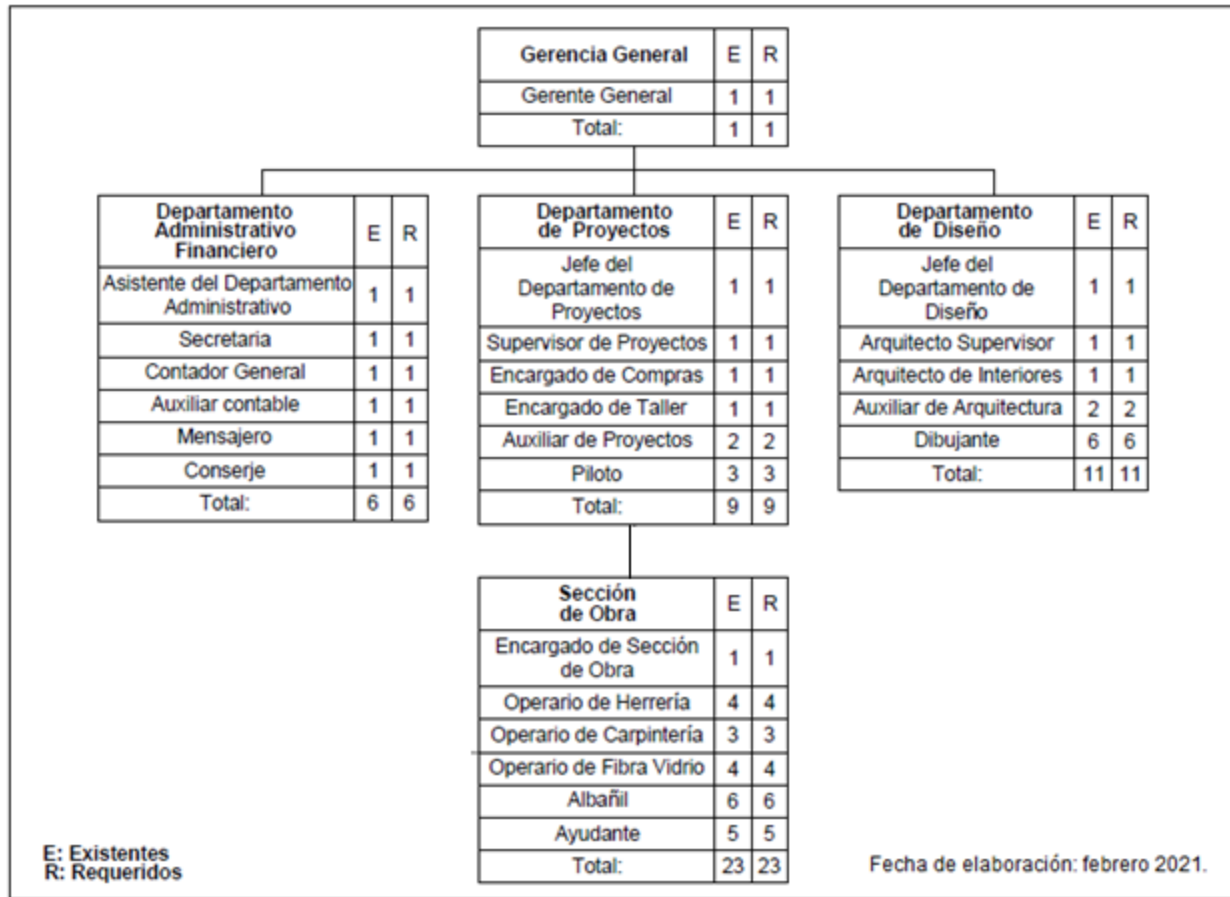 Gerencia General E R
Gerente General 1 1
Total: 1 1
Departamento
Administrativo
Financiero E R
Asistente del Departamento
Administrativo 1 1
Secretaria 1 1
Contador General 1 1
Auxiliar contable 1 1
Mensajero 1 1
Conserje 1 1
Total: 6 6
Departamento
de Proyectos E R
Jefe del
Departamento de
Proyectos 1 1
Supervisor de Proyectos 1 1
Encargado de Compras 1 1
Encargado de Taller 1 1
Auxiliar de Proyectos 2 2
Piloto 3 3
Total: 9 9
Departamento
de Diseño E R
Jefe del
Departamento de
Diseño 1 1
Arquitecto Supervisor 1 1
Arquitecto de Interiores 1 1
Auxiliar de Arquitectura 2 2
Dibujante 6 6
Total: 11 11
Sección
de Obra E R
Encargado de Sección
de Obra 1 1
Operario de Herrería 4 4
Operario de Carpintería 3 3
Operario de Fibra Vidrio 4 4
Albañil 6 6
Ayudante 5 5
Total: 23 23
E: Existentes
R: Requeridos
Fecha de elaboración: febrero 2021.